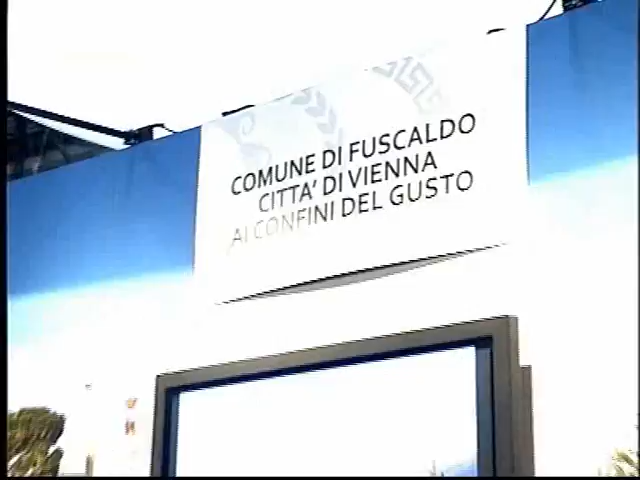 COMUNE DI FUSCALDO
CITTA' DI VIENNA
AI CONFINI DEL GUSTO